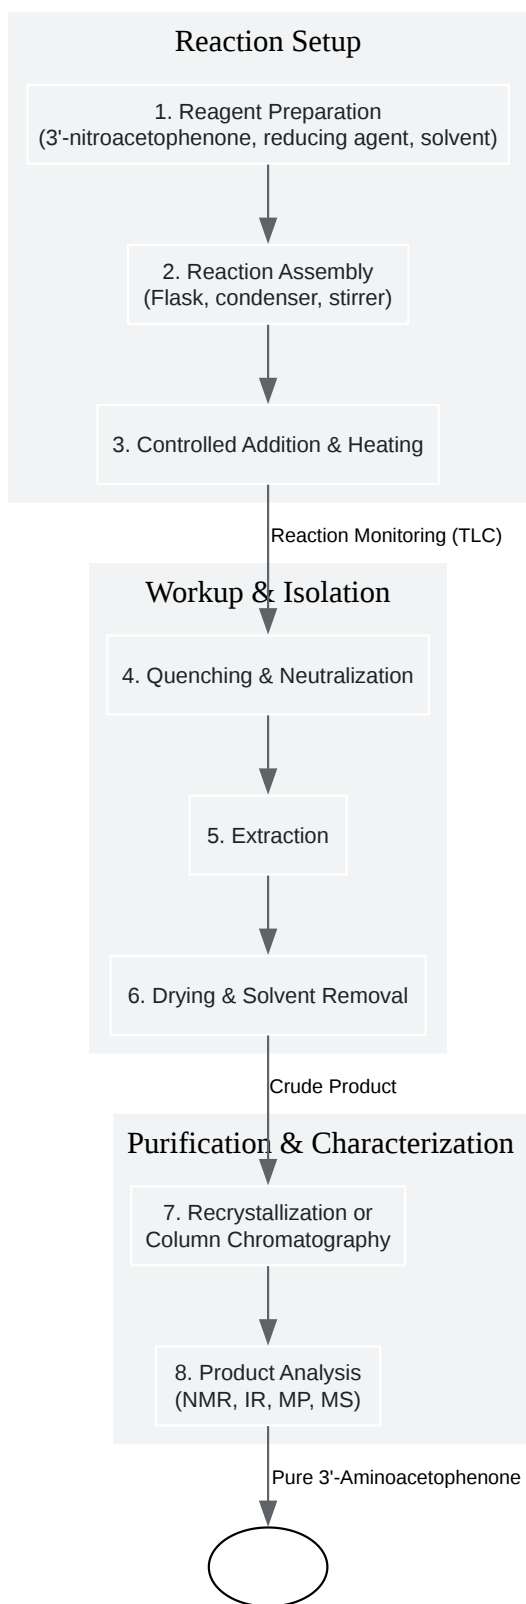 Reaction Setup
1. Reagent Preparation
(3'-nitroacetophenone, reducing agent, solvent)
2. Reaction Assembly
(Flask, condenser, stirrer)
3. Controlled Addition & Heating
Reaction Monitoring (TLC)
Workup & Isolation
4. Quenching & Neutralization
5. Extraction
6. Drying & Solvent Removal
Crude Product
Purification & Characterization
7. Recrystallization or
Column Chromatography
8. Product Analysis
(NMR, IR, MP, MS)
Pure 3'-Aminoacetophenone